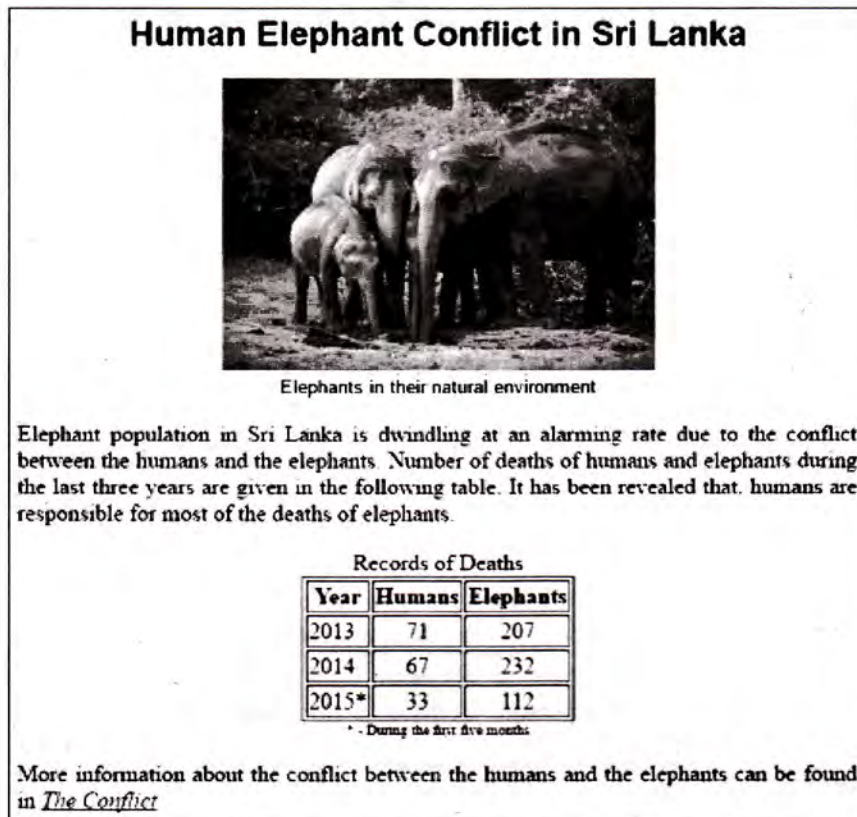 Human Elephant Conflict in Sri Lanka
Elephants in their natural environment
Elephant population in Sri Lanka is dwindling at an alarming rate due to the conflict
between the humans and the elephants. Number of deaths of humans and elephants during
the last three years are given in the following table. It has been revealed that, humans are
responsible for most of the deaths of elephants.
Records of Deaths
Year Humans Elephants
2013 71 207
2014 67 232
2015* 33 112
* - During the first five months
More information about the conflict between the humans and the elephants can be found
in The Conflict